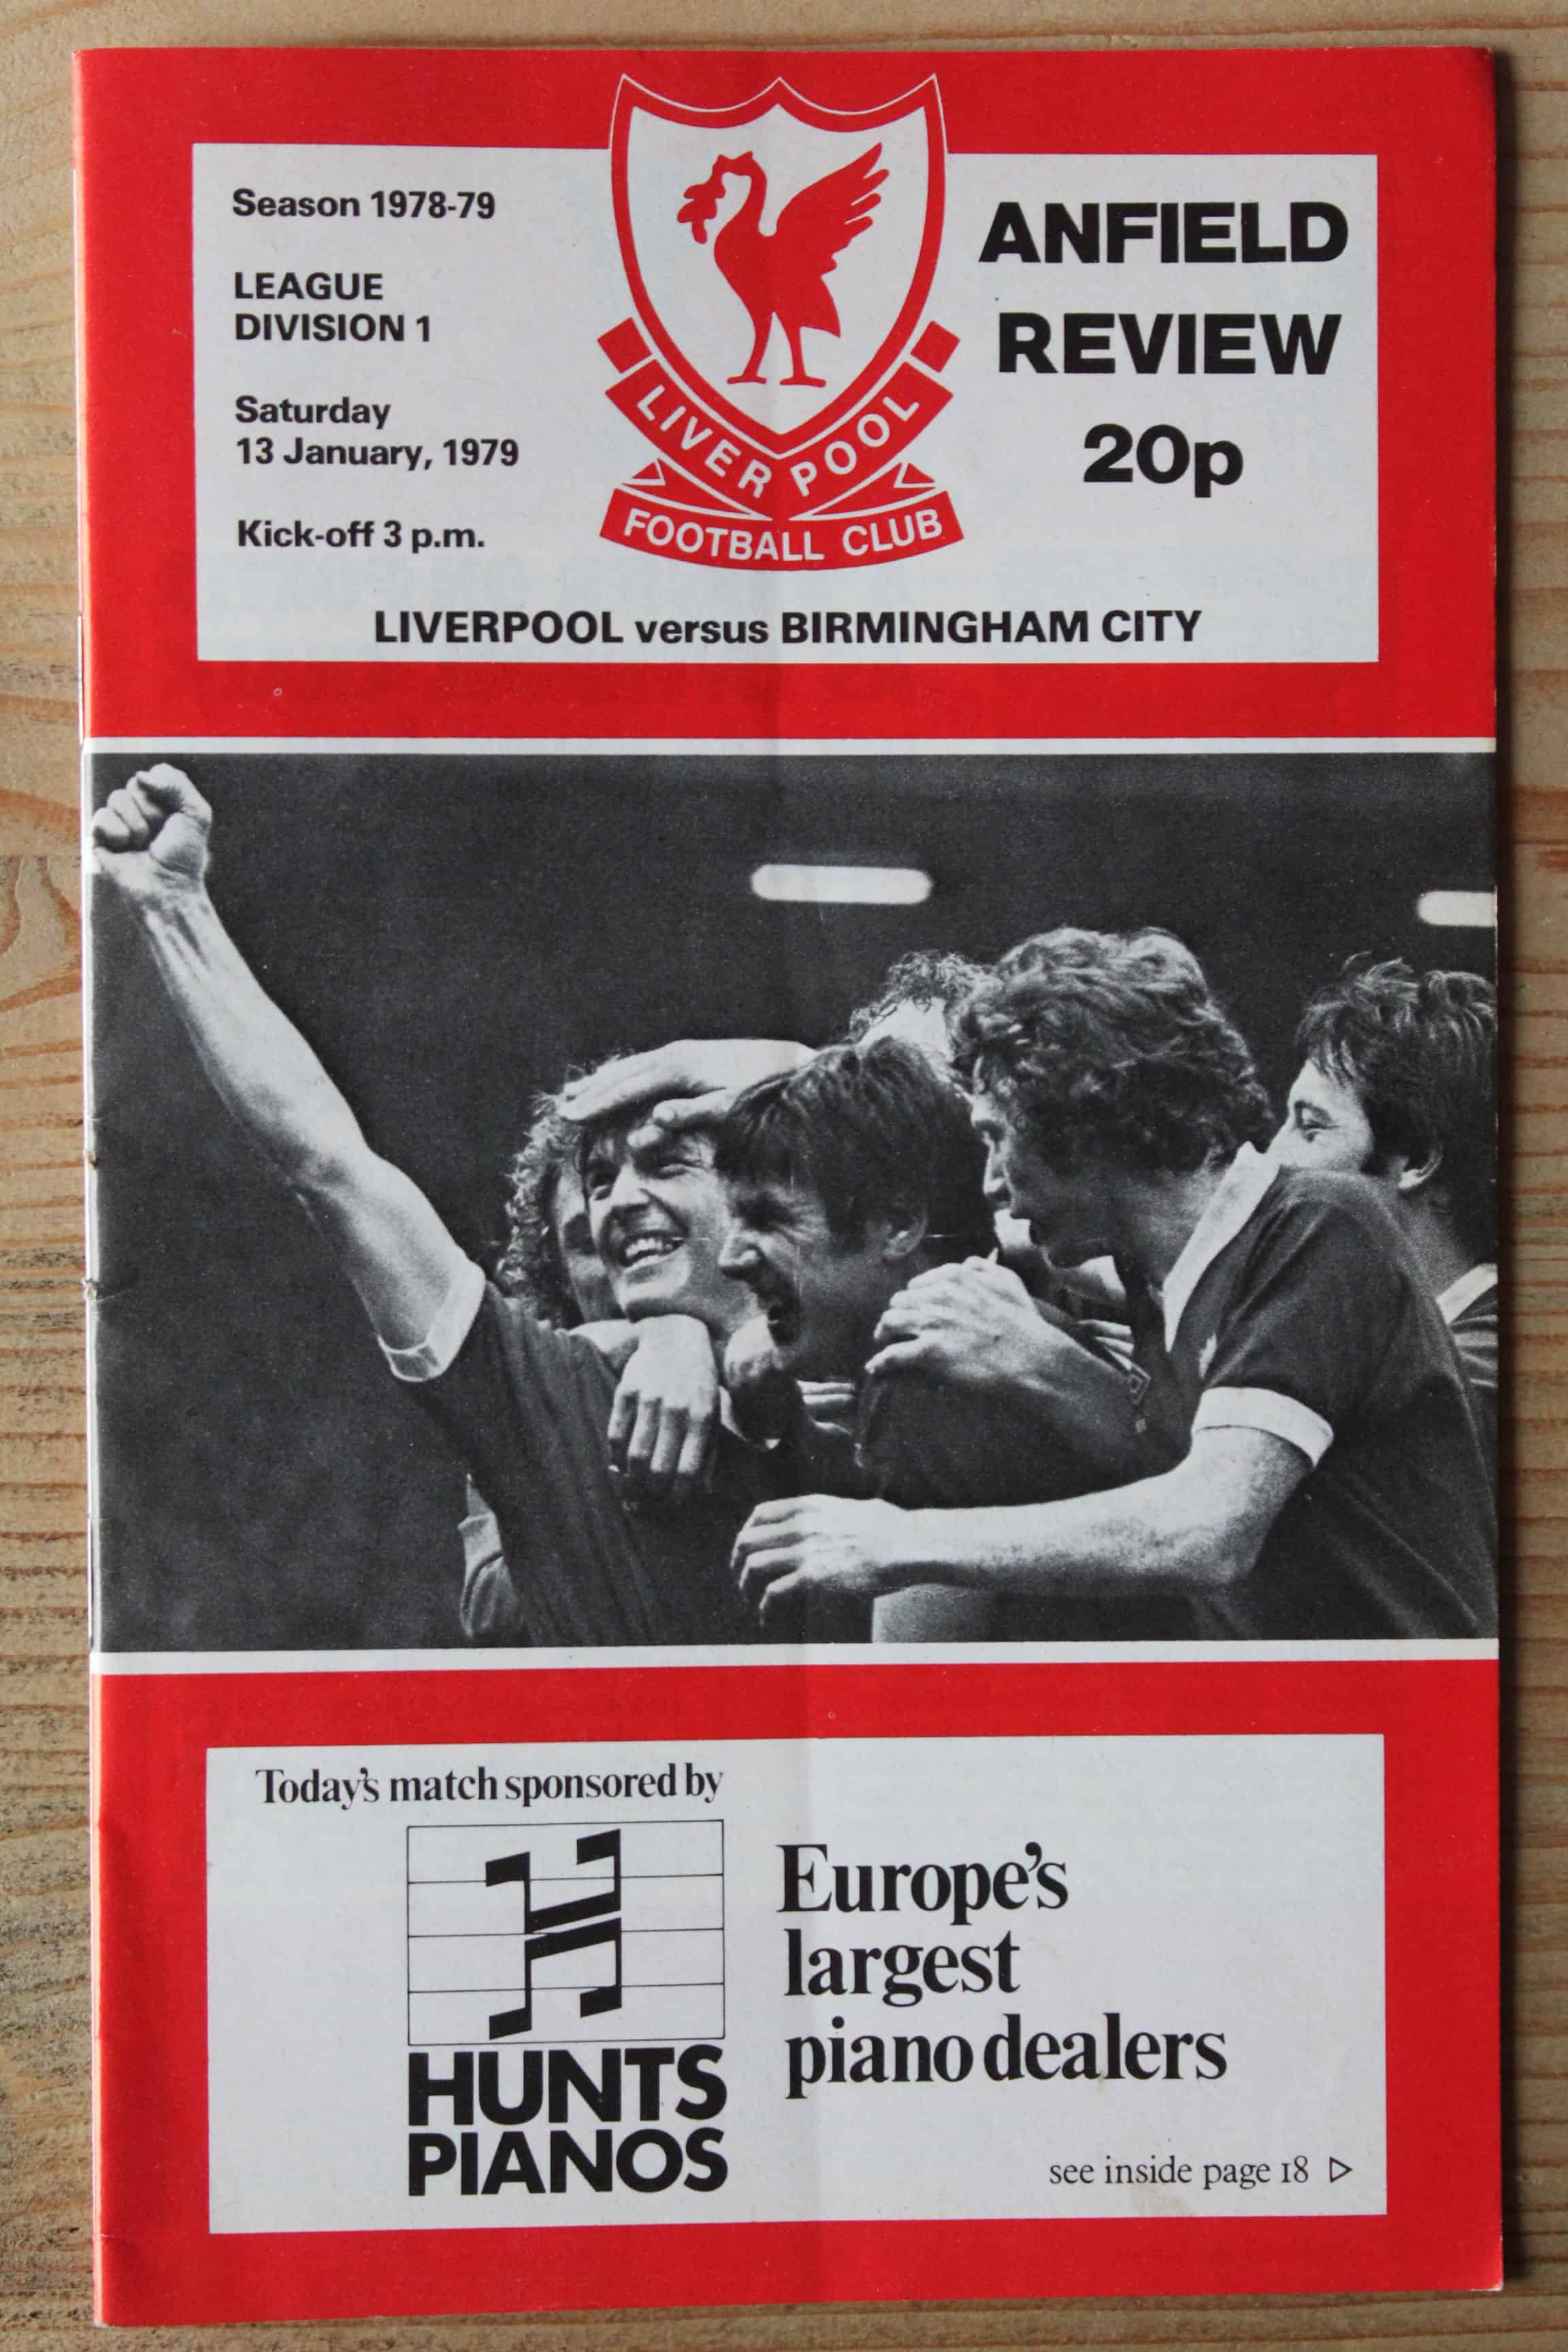 Season 1978-79
LEAGUE
DIVISION 1
Saturday
13 January, 1979
Kick-off 3 p.m.
LIVERPOOL
FOOTBALL CLUB
ANFIELD
REVIEW
20p
LIVERPOOL versus BIRMINGHAM CITY
Today's match sponsored by
HUNTS
PIANOS
Europe's
largest
piano dealers
see inside page 18 ▷